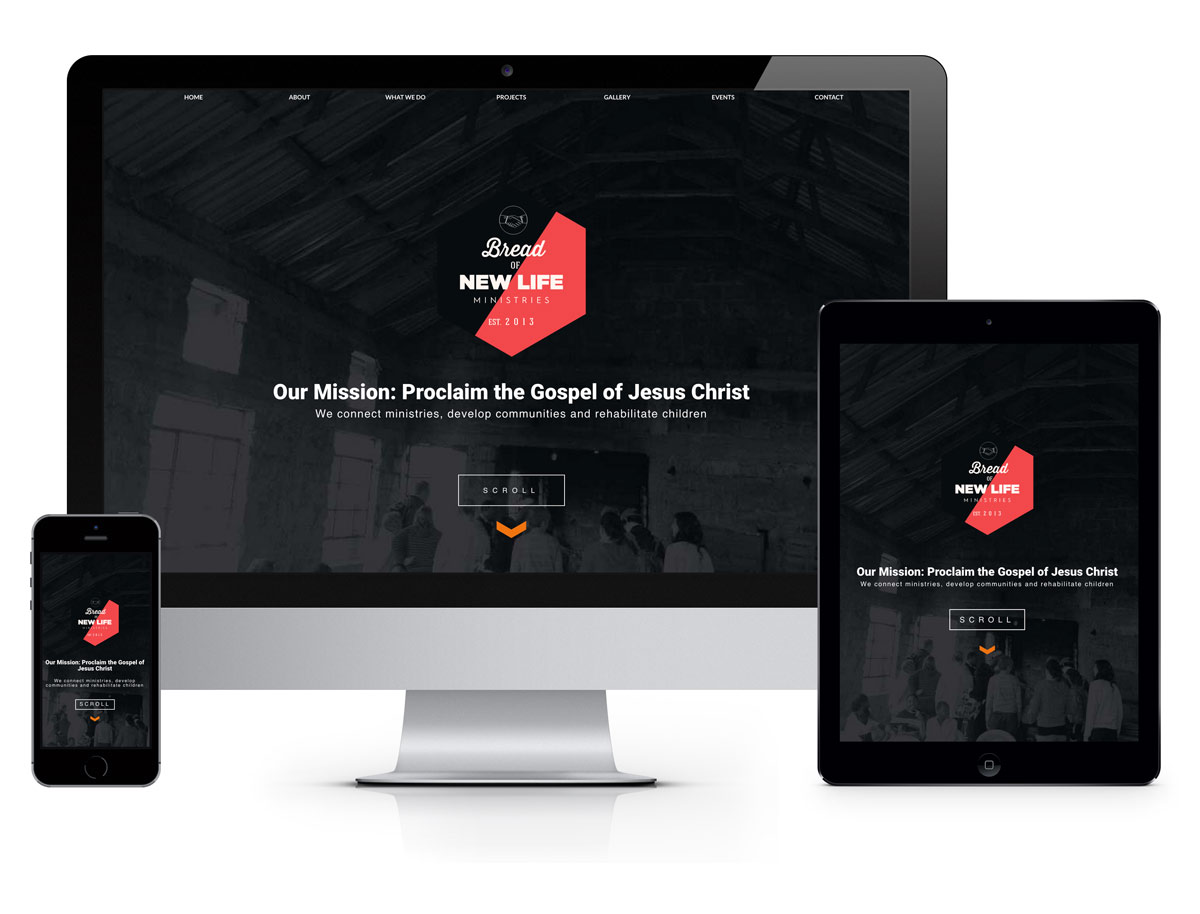 HOME ABOUT WHAT WE DO PROJECTS GALLERY EVENTS CONTACT
Bread
OF
NEW LIFE
MINISTRIES
EST. 2013
Our Mission: Proclaim the Gospel of Jesus Christ
We connect ministries, develop communities and rehabilitate children
SCROLL
Bread
OF
NEW LIFE
MINISTRIES
EST. 2013
Our Mission: Proclaim the Gospel of Jesus Christ
We connect ministries, develop communities and rehabilitate children
SCROLL
Bread
NEW LIFE
MINISTRIES
Our Mission: Proclaim the Gospel of
Jesus Christ
We connect ministries, develop
communities and rehabilitate children
SCROLL